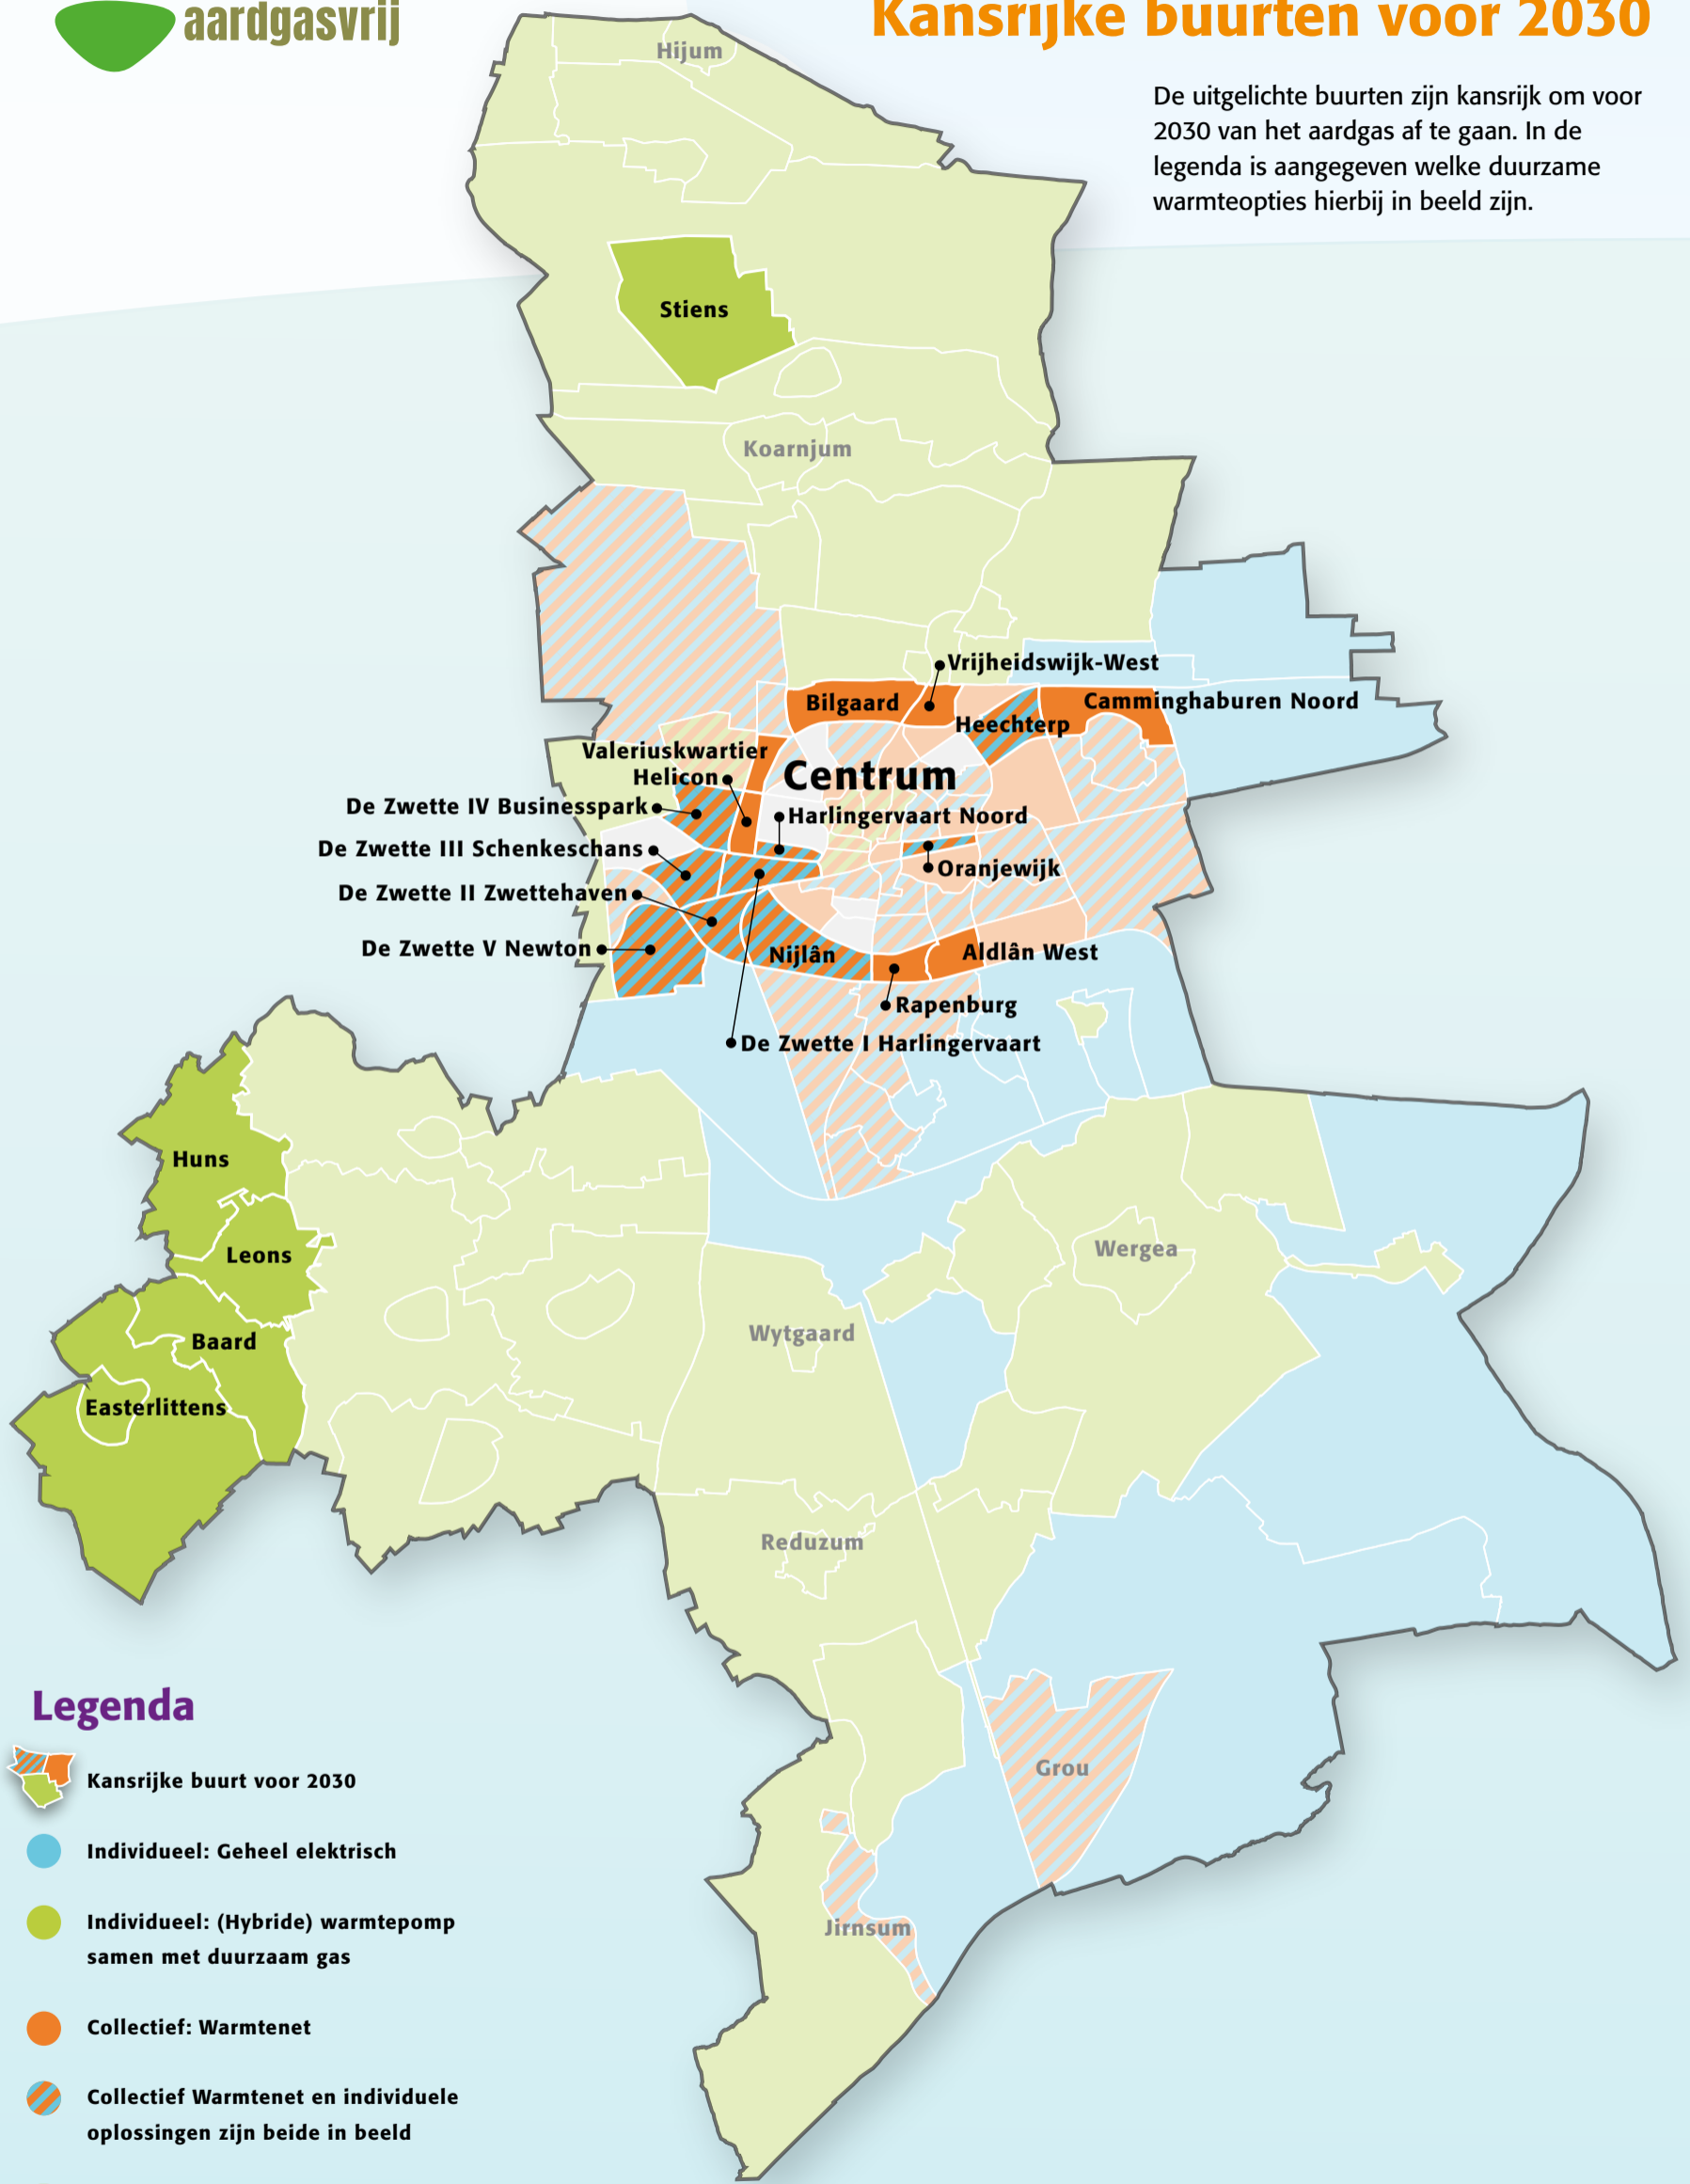 aardgasvrij
Kansrijke buurten voor 2030
De uitgelichte buurten zijn kansrijk om voor
2030 van het aardgas af te gaan. In de
legenda is aangegeven welke duurzame
warmteopties hierbij in beeld zijn.
Hijum
Stiens
Koarnjum
Vrijheidswijk-West
Bilgaard
Camminghaburen Noord
Heechterp
Valeriuskwartier
Centrum
Helicon
De Zwette IV Businesspark
Harlingervaart Noord
De Zwette III Schenkeschans
Oranjewijk
De Zwette II Zwettehaven
De Zwette V Newton
Nijlân
Aldlân West
Rapenburg
De Zwette I Harlingervaart
Huns
Leons
Wergea
Wytgaard
Baard
Easterlittens
Reduzum
Grou
Jirnsum
Legenda
Kansrijke buurt voor 2030
Individueel: Geheel elektrisch
Individueel: (Hybride) warmtepomp
samen met duurzaam gas
Collectief: Warmtenet
Collectief Warmtenet en individuele
oplossingen zijn beide in beeld